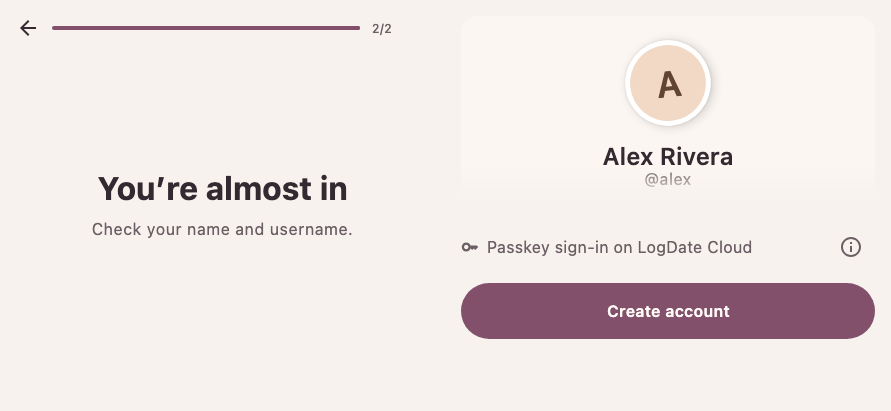 2/2
You’re almost in
Check your name and username.
A
Alex Rivera
@alex
Passkey sign-in on LogDate Cloud
Create account